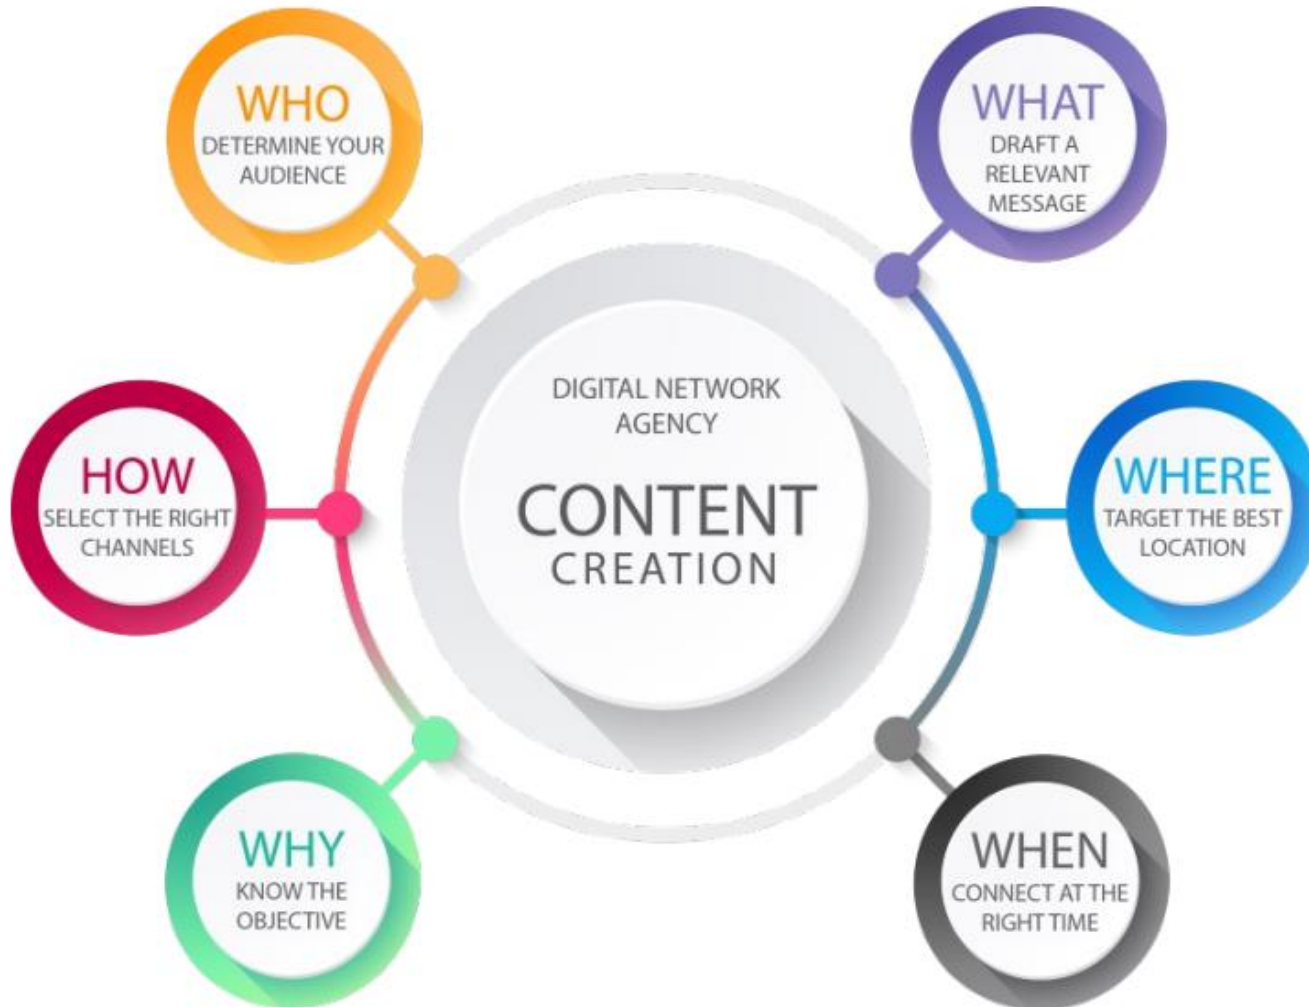 WHO
DETERMINE YOUR
AUDIENCE
WHAT
DRAFT A
RELEVANT
MESSAGE
DIGITAL NETWORK
AGENCY
CONTENT
CREATION
HOW
SELECT THE RIGHT
CHANNELS
WHERE
TARGET THE BEST
LOCATION
WHY
KNOW THE
OBJECTIVE
WHEN
CONNECT AT THE
RIGHT TIME